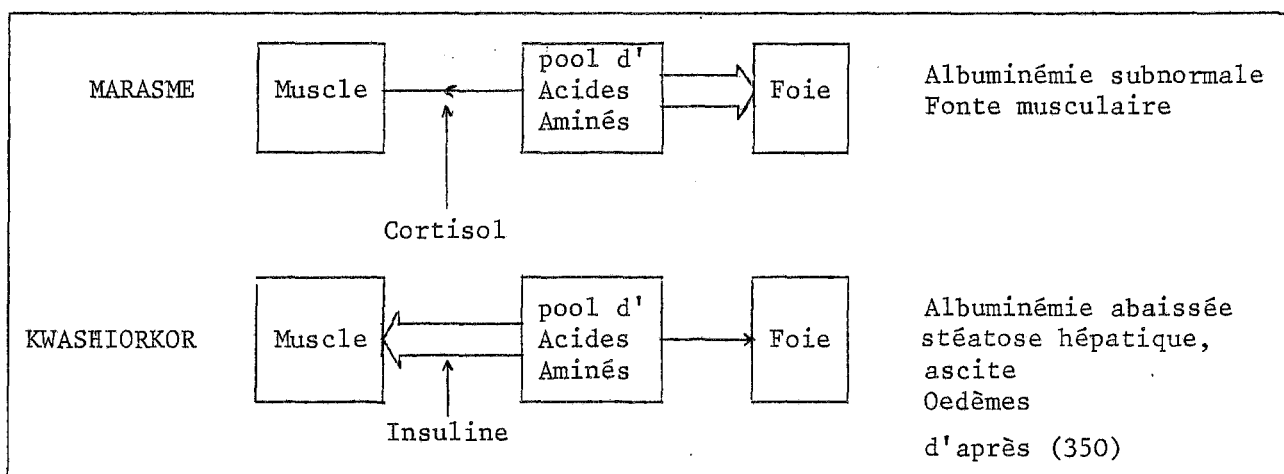 MARASME
Muscle
pool d'
Acides
Aminés
Foie
Albuminémie subnormale
Fonte musculaire
Cortisol
KWASHIORKOR
Muscle
pool d'
Acides
Aminés
Foie
Albuminémie abaissée
stéatose hépatique,
ascite
Oedèmes
Insuline
d'après (350)